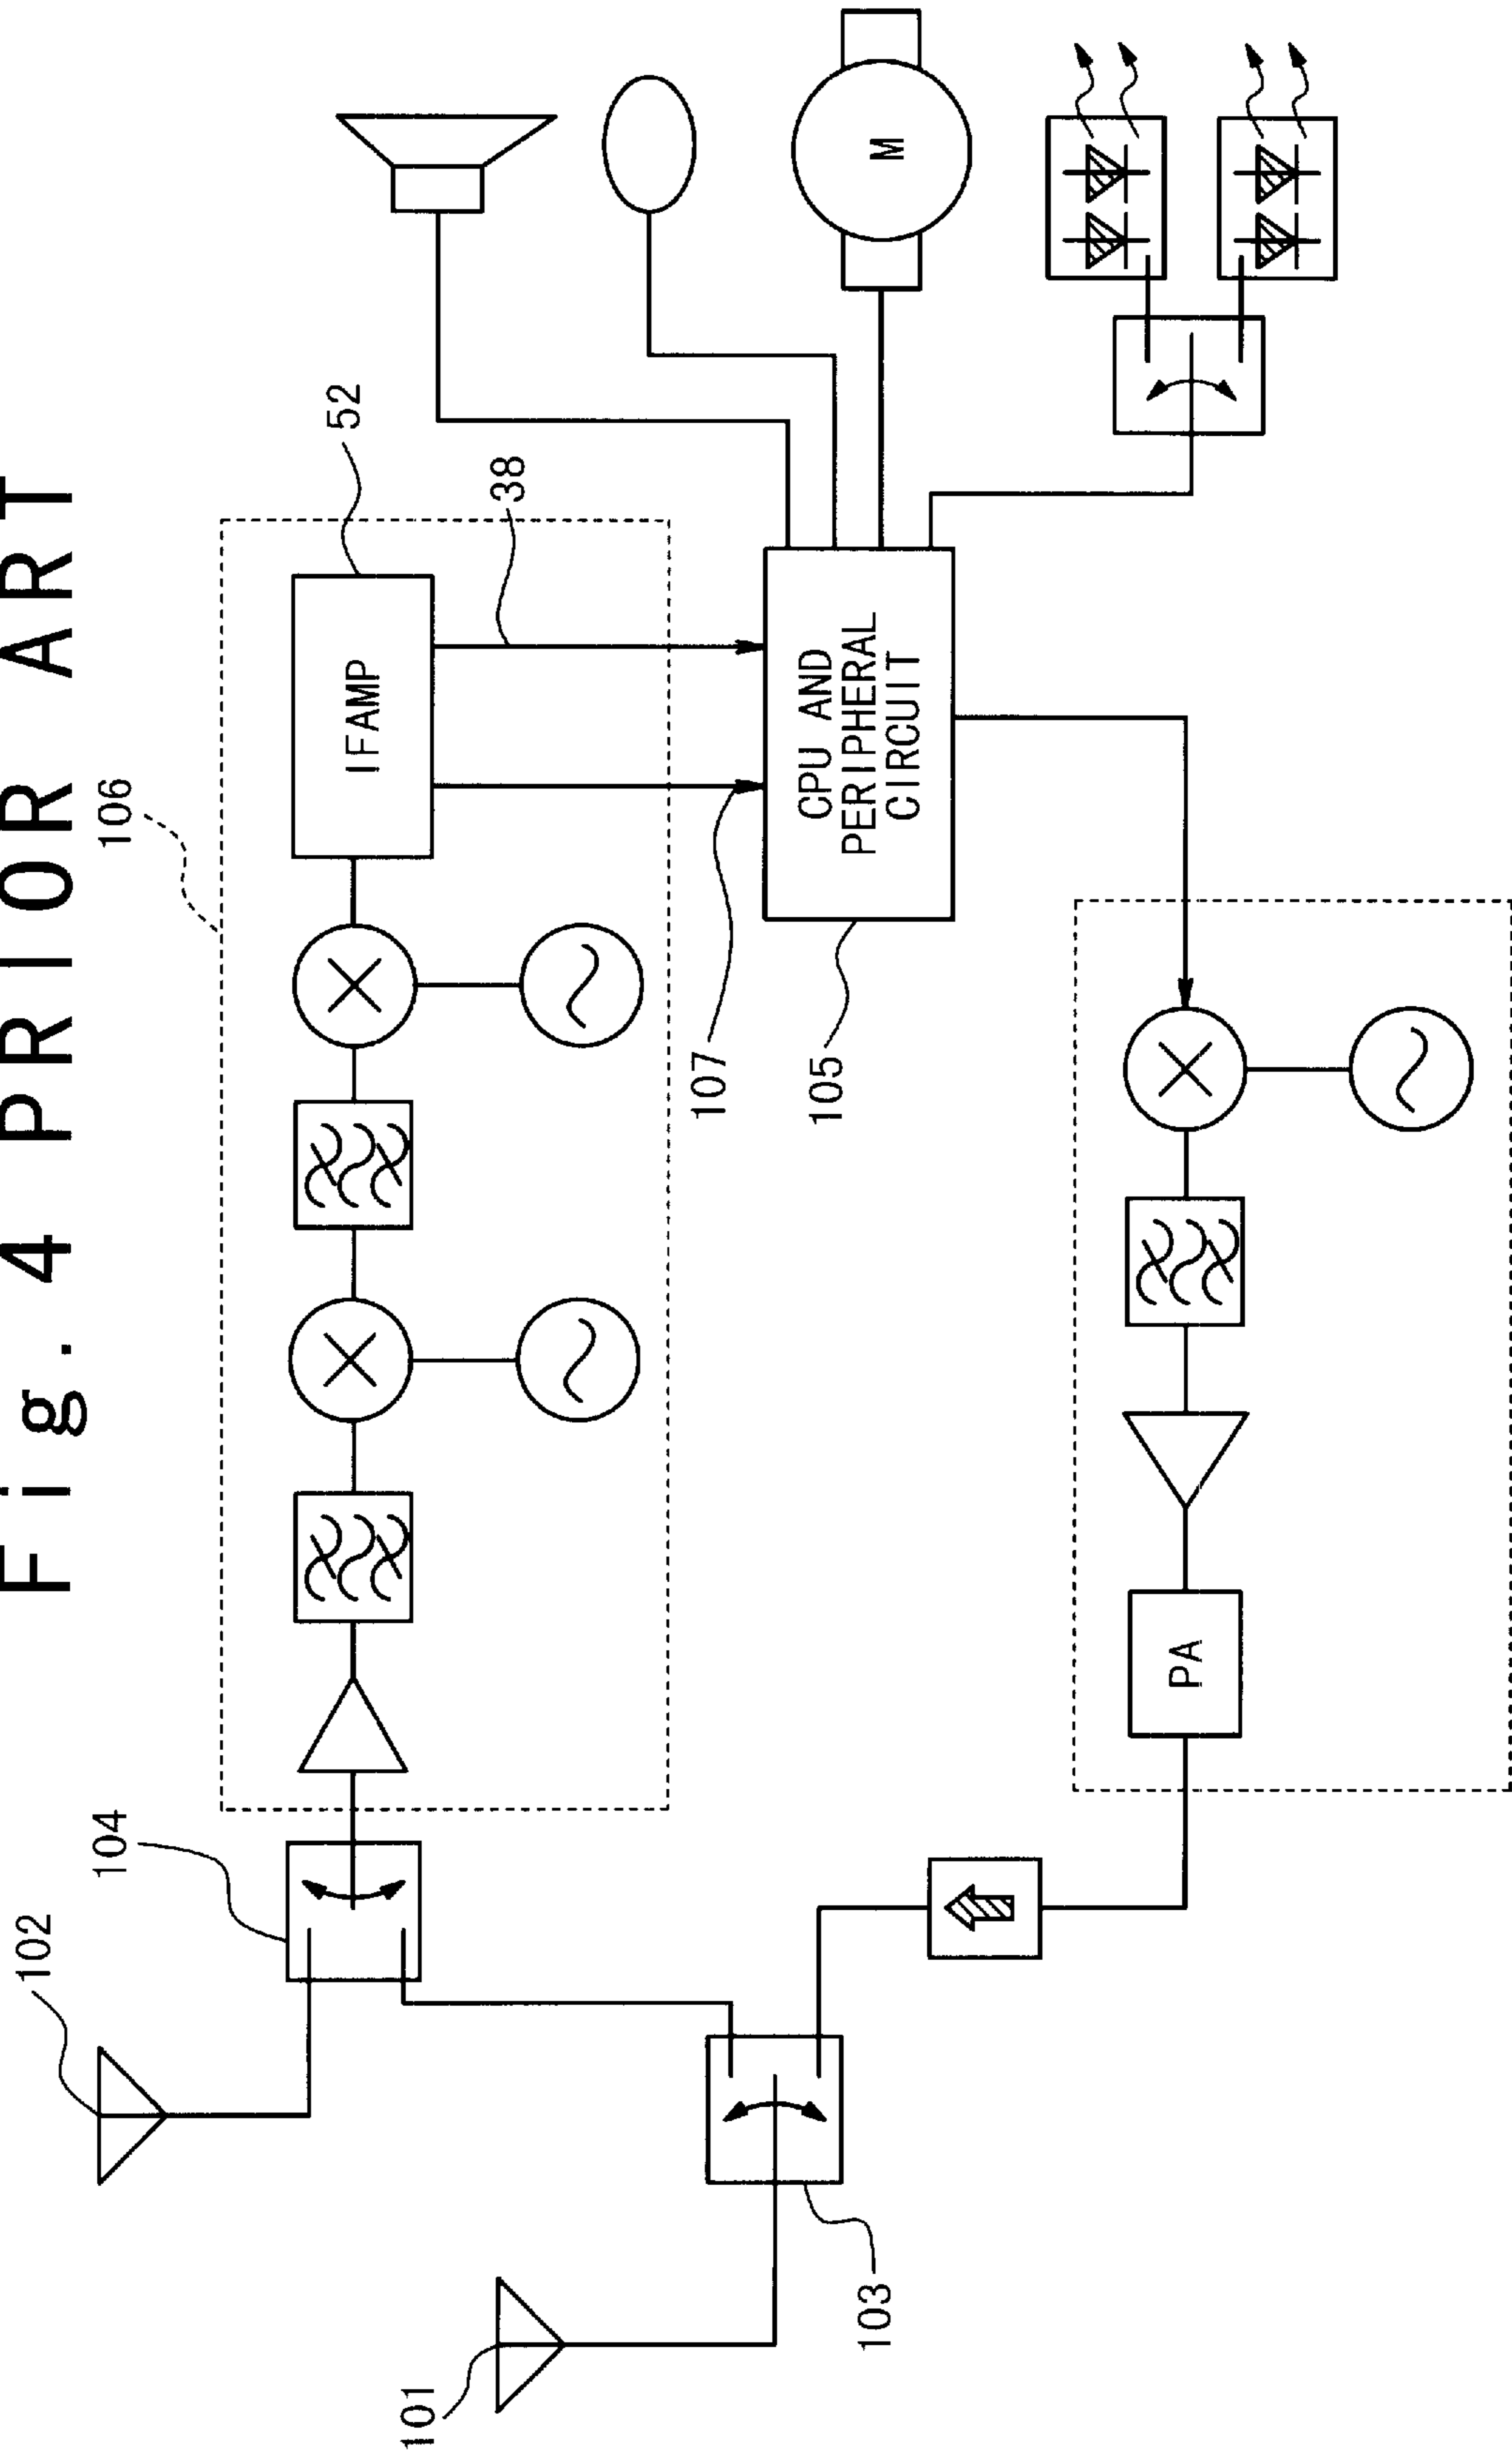 Fig. 4 PRIOR ART
106
52
IFAMP
38
104
102
107
CPU AND
PERIPHERAL
CIRCUIT
105
M
101
103
PA